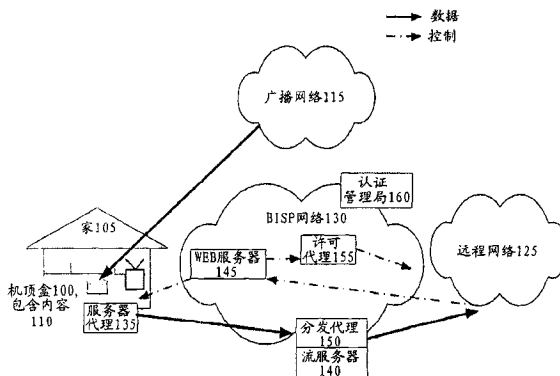 数据
控制
广播网络115
认证
管理局160
BISP网络130
家105
WEB服务器
145
许可
代理155
远程网络125
机顶盒100,
包含内容
110
服务器
代理135
分发代理
150
流服务器
140